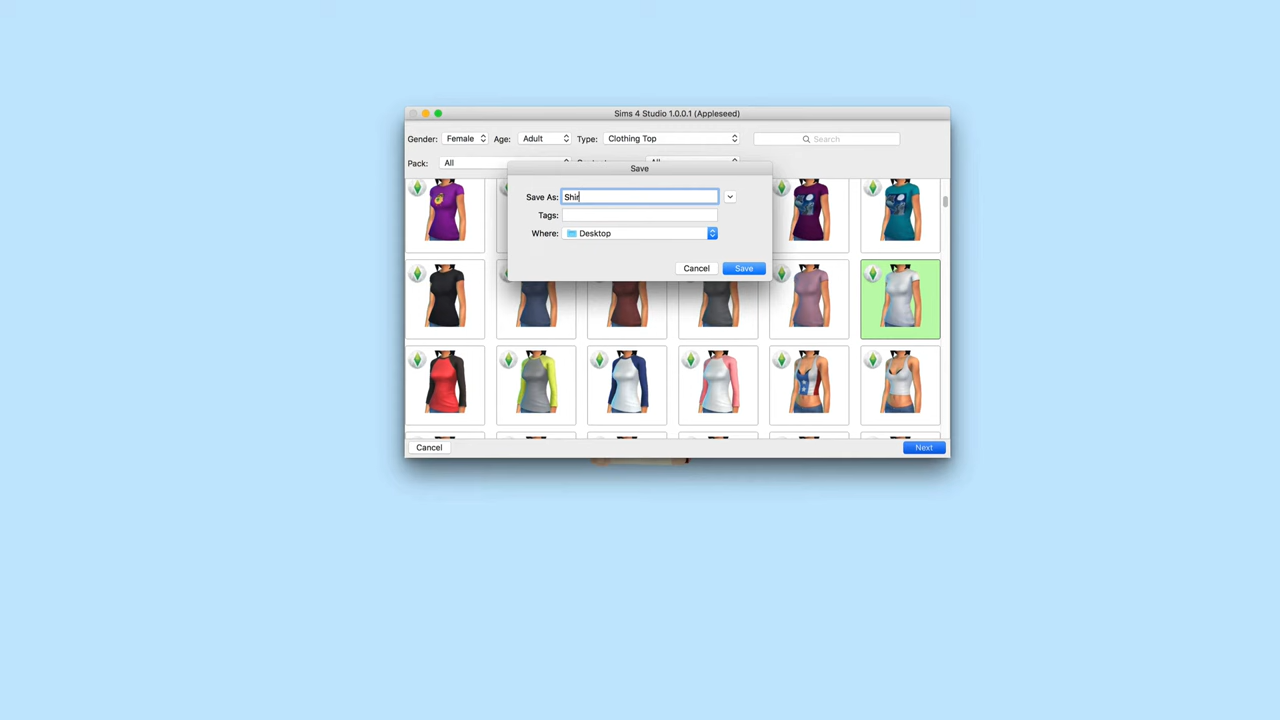 Sims 4 Studio 1.0.0.1 (Appleseed)
Gender: Female Age: Adult Type: Clothing Top Search
Pack: All
Save
Save As: Shir
Tags:
Where: Desktop
Cancel Save
Cancel Next